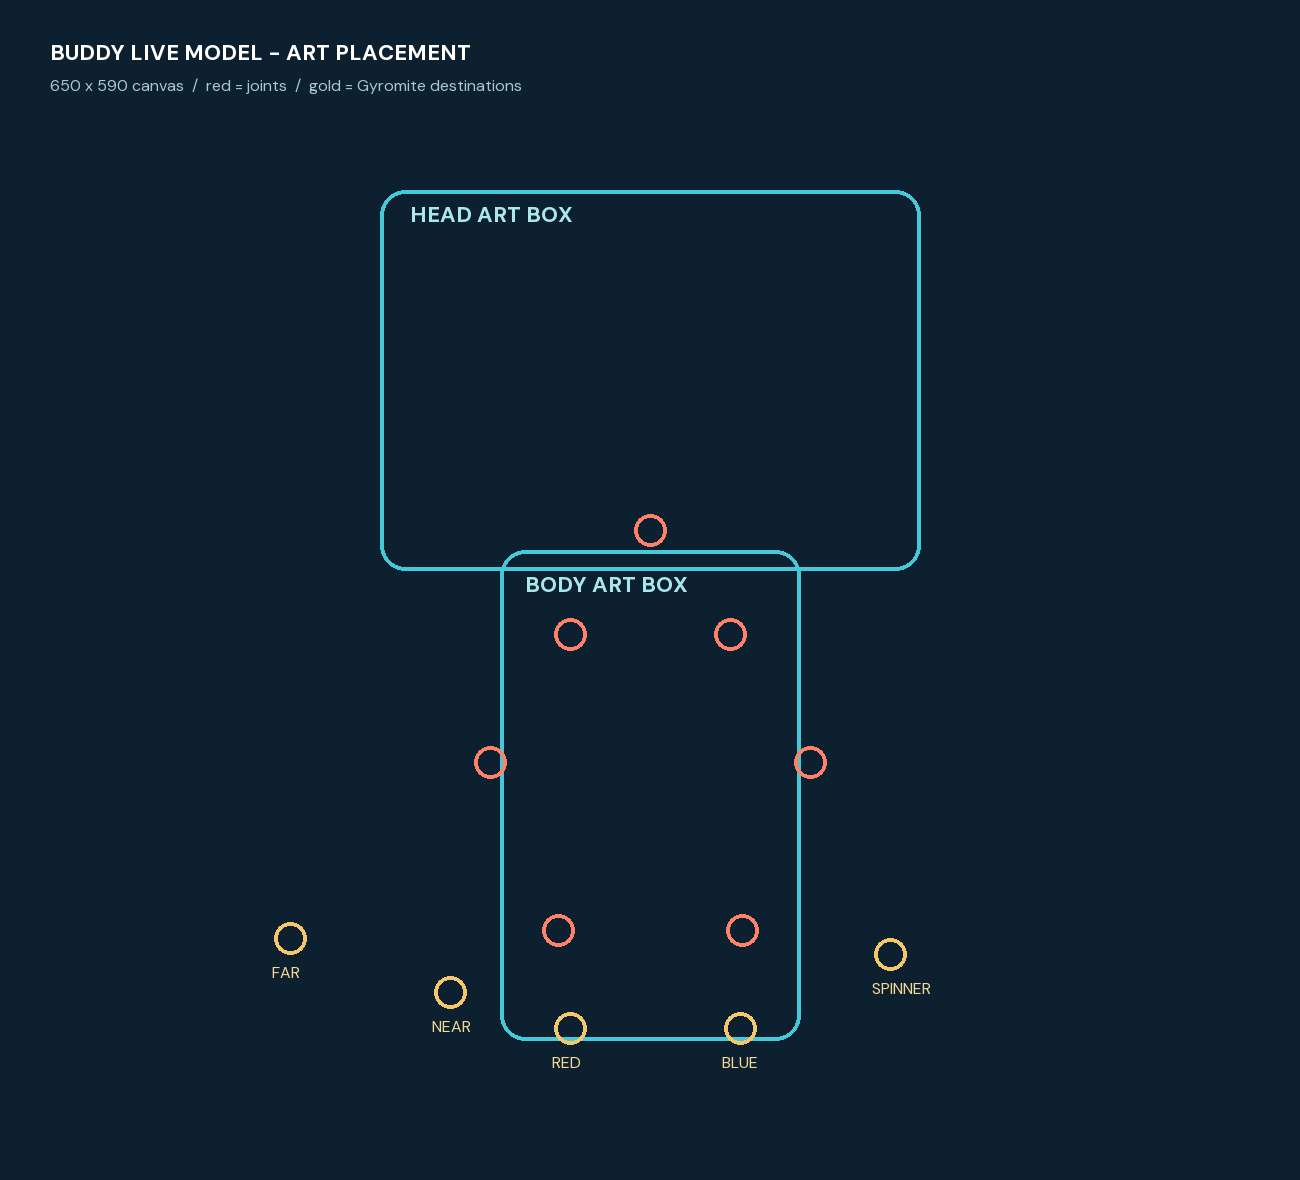 BUDDY LIVE MODEL - ART PLACEMENT
650 x 590 canvas / red = joints / gold = Gyromite destinations
HEAD ART BOX
BODY ART BOX
FAR
SPINNER
NEAR
RED
BLUE